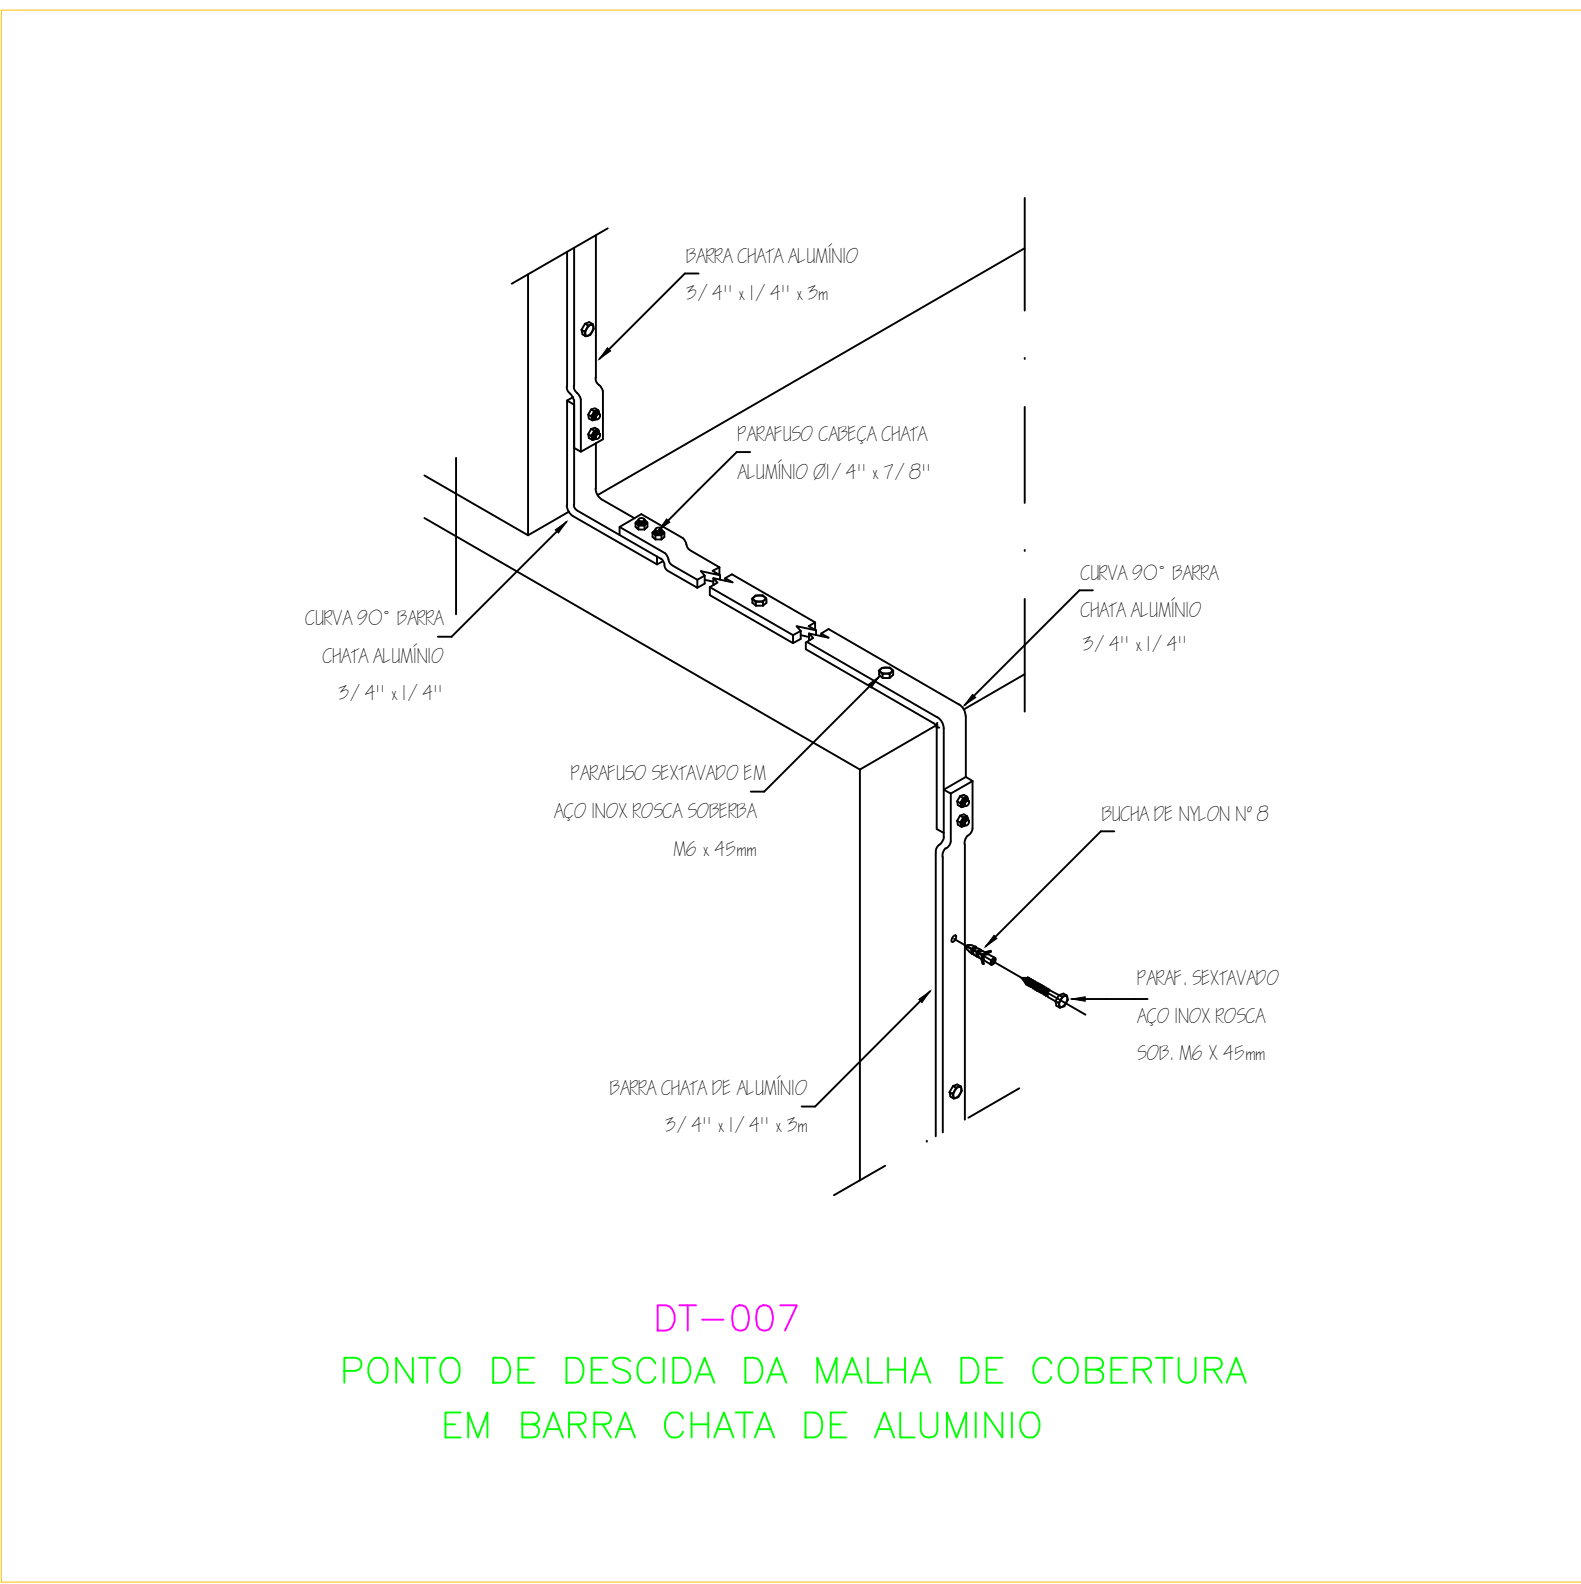 BARRA CHATA ALUMÍNIO
3/4" x 1/4" x 3m
PARAFUSO CABEÇA CHATA
ALUMÍNIO Ø1/4" x 7/8"
CURVA 90° BARRA
CHATA ALUMÍNIO
3/4" x 1/4"
CURVA 90° BARRA
CHATA ALUMÍNIO
3/4" x 1/4"
PARAFUSO SEXTAVADO EM
AÇO INOX ROSCA SOBERBA
M6 x 45mm
BUCHA DE NYLON Nº 8
PARAF. SEXTAVADO
AÇO INOX ROSCA
SOB. M6 X 45mm
BARRA CHATA DE ALUMÍNIO
3/4" x 1/4" x 3m
DT-007
PONTO DE DESCIDA DA MALHA DE COBERTURA
EM BARRA CHATA DE ALUMINIO